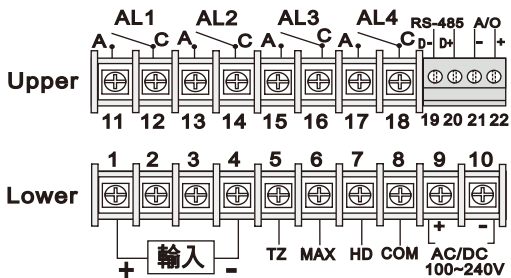 AL1 AL2 AL3 AL4 RS-485 A/O
A C A C A C A C D- D+ - +
Upper
11 12 13 14 15 16 17 18 19 20 21 22
1 2 3 4 5 6 7 8 9 10
Lower
+ -
+ 輸入 - TZ MAX HD COM AC/DC
100~240V